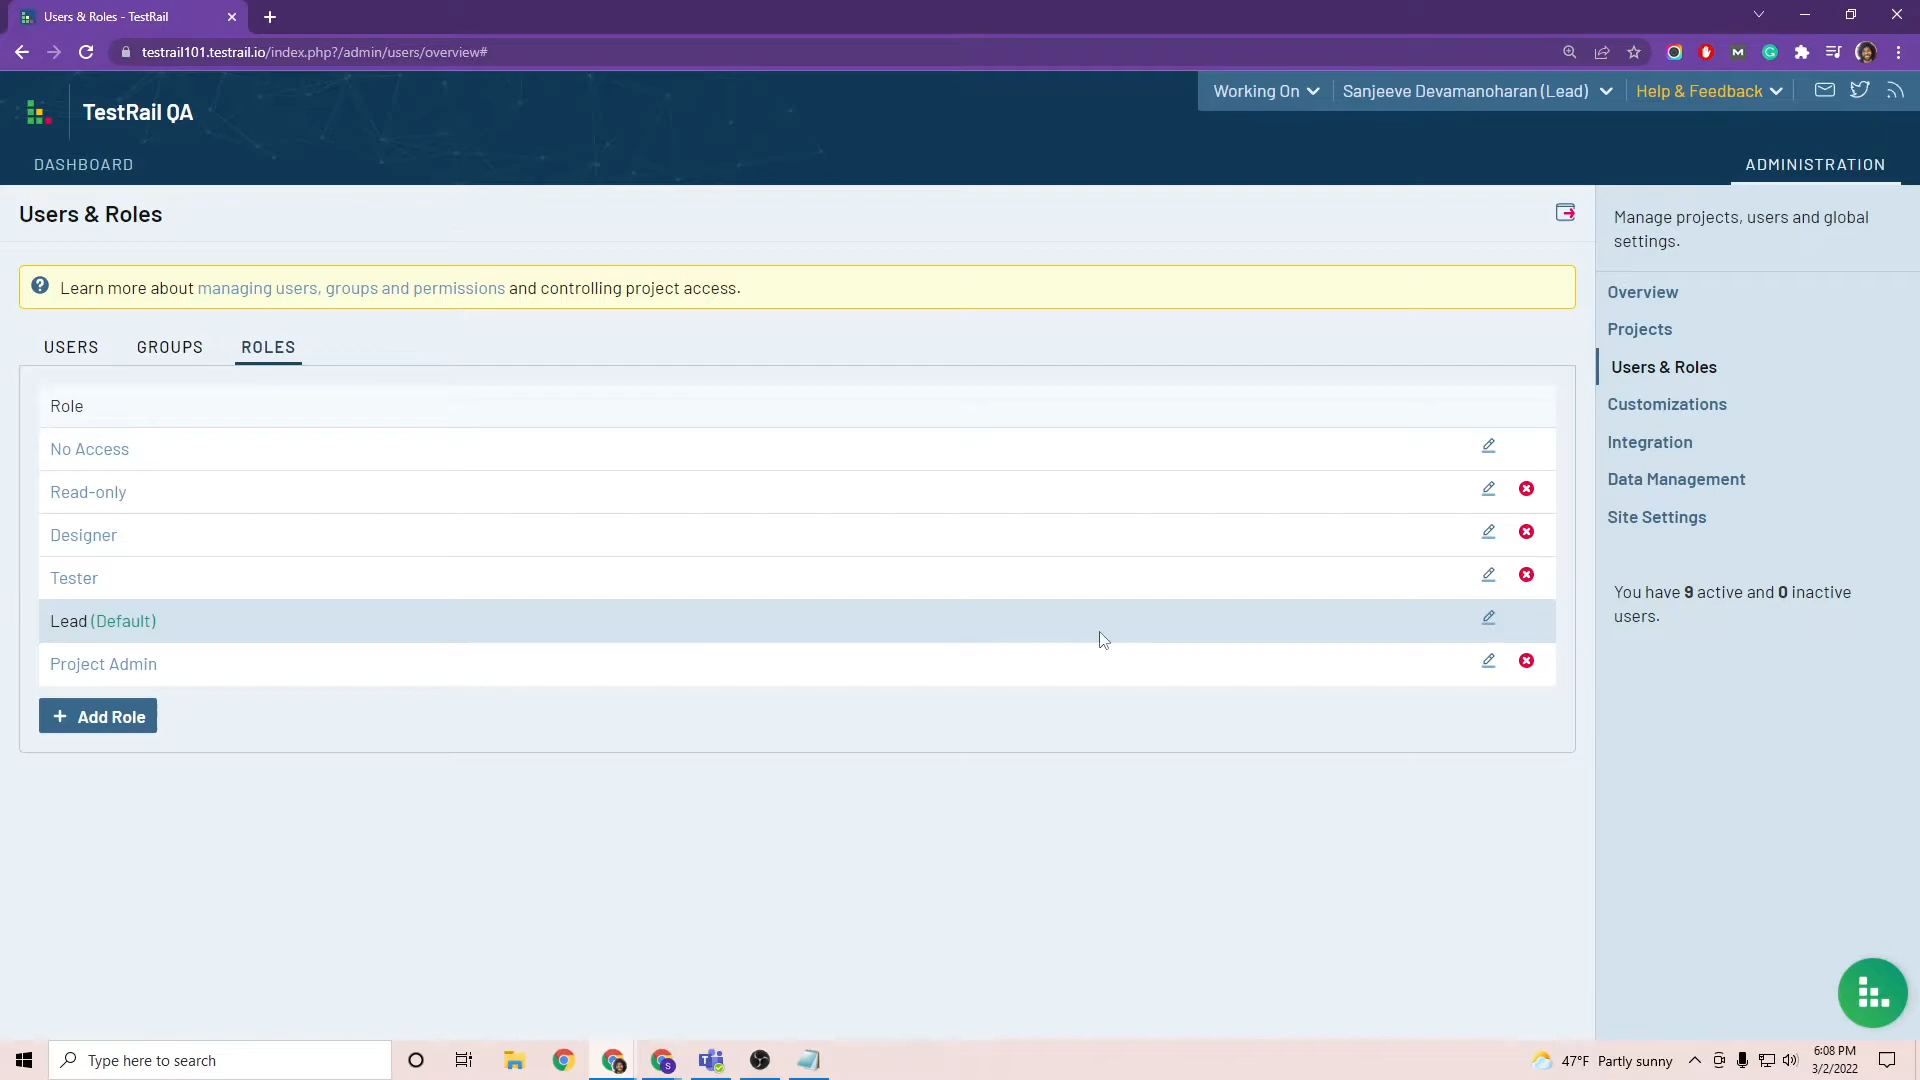 Users & Roles - TestRail
testrail101.testrail.io/index.php?/admin/users/overview#
TestRail QA
Working On
Sanjeeve Devamanoharan (Lead)
Help & Feedback
DASHBOARD
ADMINISTRATION
Users & Roles
Learn more about managing users, groups and permissions and controlling project access.
USERS
GROUPS
ROLES
Role
No Access
Read-only
Designer
Tester
Lead (Default)
Project Admin
+ Add Role
Manage projects, users and global
settings.
Overview
Projects
Users & Roles
Customizations
Integration
Data Management
Site Settings
You have 9 active and 0 inactive
users.
Type here to search
47°F Partly sunny
6:08 PM
3/2/2022